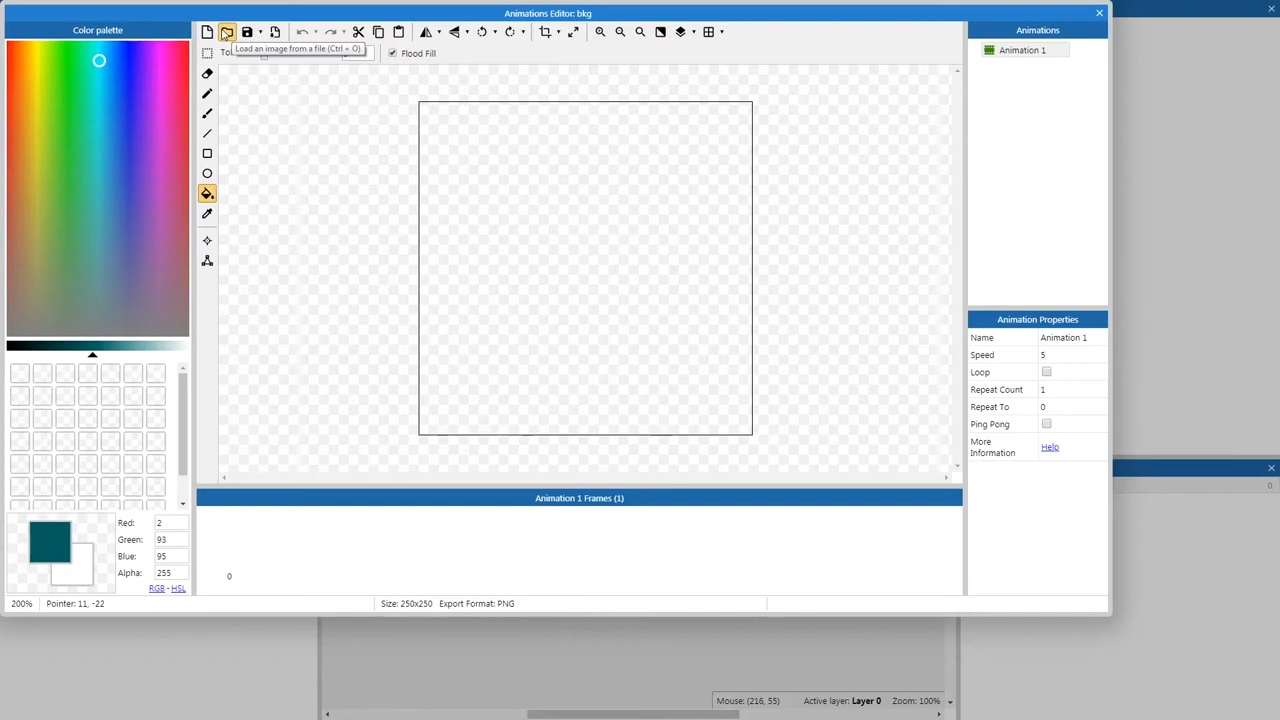 Animations Editor: bkg
Color palette
Animations
Load an image from a file (Ctrl + O)
Flood Fill
Animation 1
Animation Properties
Name Animation 1
Speed 5
Loop
Repeat Count 1
Repeat To 0
Ping Pong
More
Information Help
Animation 1 Frames (1)
0
Red: 2
Green: 93
Blue: 95
Alpha: 255
RGB - HSL
200% Pointer: 11, -22 Size: 250x250 Export Format: PNG
0
Mouse: (216, 55) Active layer: Layer 0 Zoom: 100%